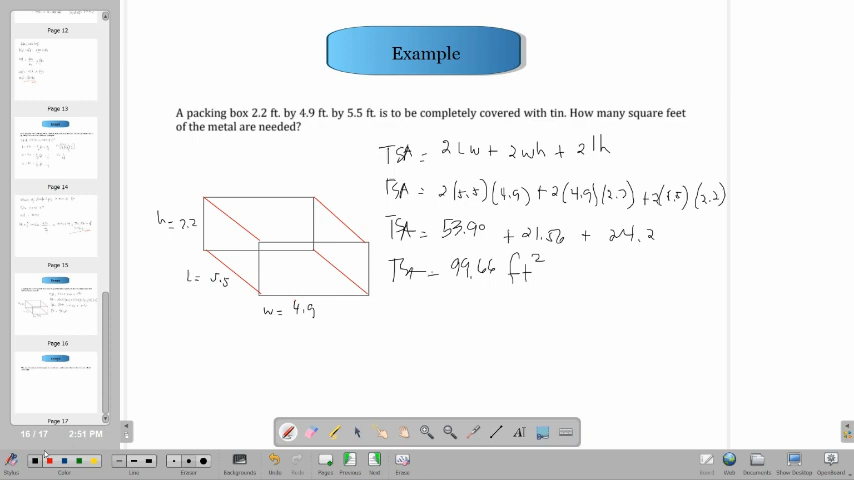 Page 12
Page 13
Page 14
Page 15
Page 16
Page 17
16 / 17
2:51 PM
Example
A packing box 2.2 ft. by 4.9 ft. by 5.5 ft. is to be completely covered with tin. How many square feet
of the metal are needed?
TSA = 2Lw + 2wh + 2lh
TSA = 2(5.5)(4.9) + 2(4.9)(2.2) + 2(5.5)(2.2)
TSA = 53.90 + 21.56 + 24.2
TSA = 99.66 ft²
h = 2.2
L = 5.5
w = 4.9
Stylus
Color
Line
Eraser
Backgrounds
Undo
Redo
Pages
Previous
Next
Erase
Board
Web
Documents
Show Desktop
OpenBoard